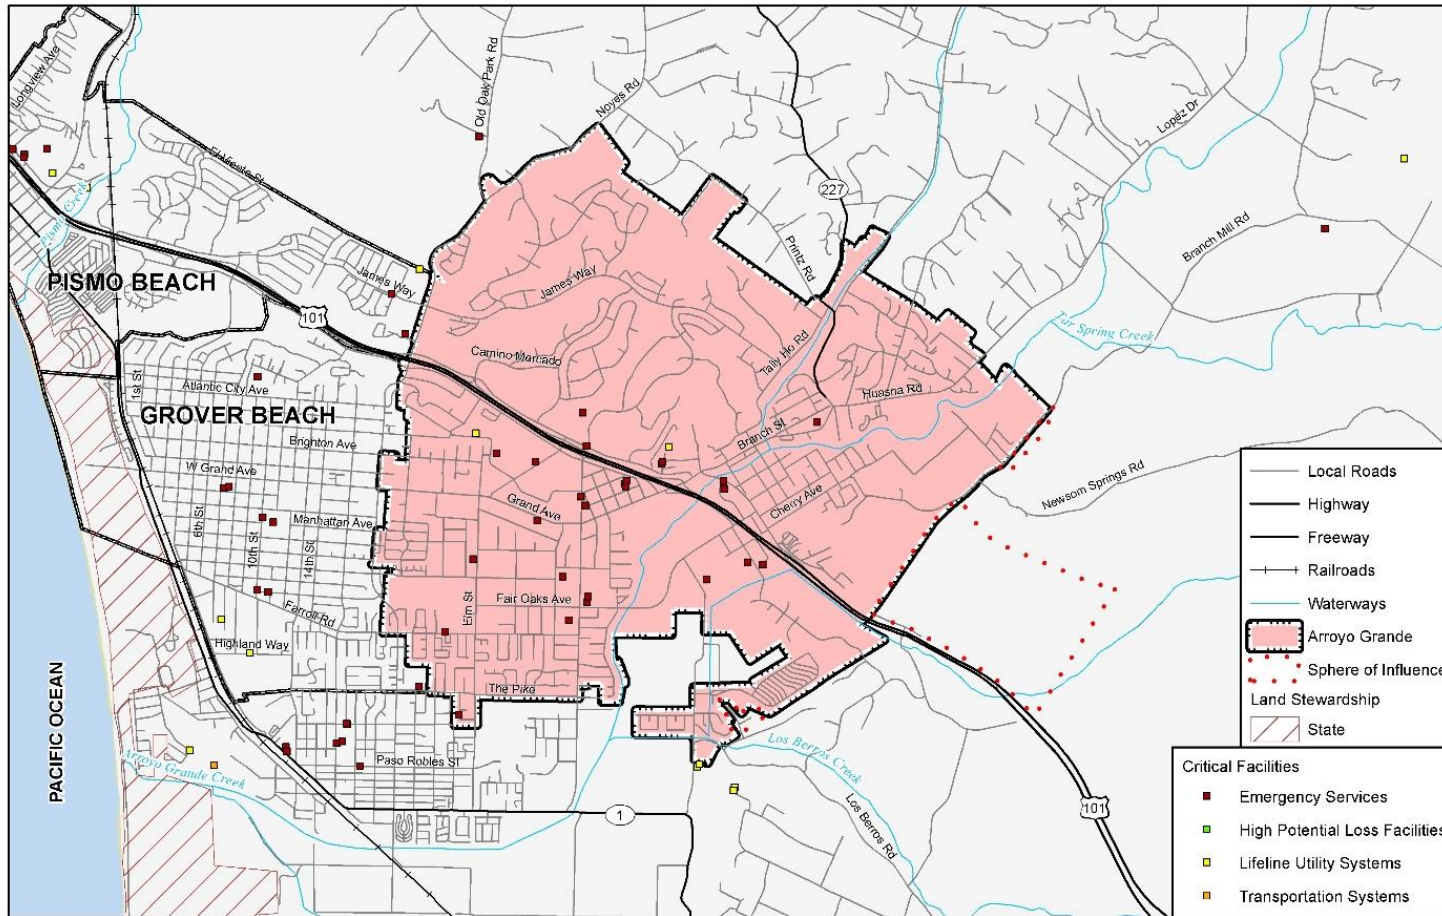 Longview Ave
Old Oak Park Rd
Noyes Rd
Lopez Dr
El Viento St
227
Pismo Creek
Printz Rd
Branch Mill Rd
PISMO BEACH
James Way
James Way
101
Tar Spring Creek
Tally Ho Rd
Camino Mercado
1st St
Atlantic City Ave
Huasna Rd
GROVER BEACH
Branch St
Brighton Ave
W Grand Ave
Newsom Springs Rd
Grand Ave
Cherry Ave
6th St
Manhattan Ave
10th St
14th St
Elm St
Fair Oaks Ave
Farroll Rd
Highland Way
The Pike
PACIFIC OCEAN
Arroyo Grande Creek
Paso Robles St
Los Berros Creek
Los Berros Rd
1
101
Local Roads
Highway
Freeway
Railroads
Waterways
Arroyo Grande
Sphere of Influence
Land Stewardship
State
Critical Facilities
Emergency Services
High Potential Loss Facilities
Lifeline Utility Systems
Transportation Systems